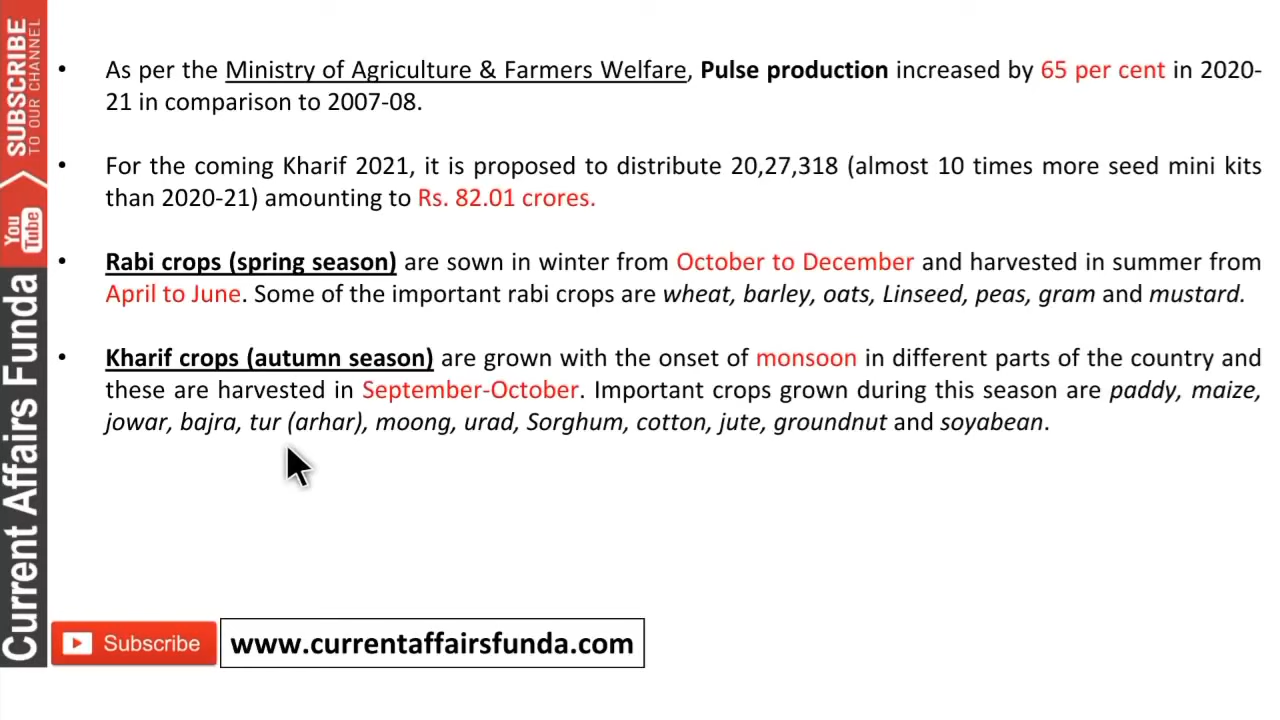 SUBSCRIBE
TO OUR CHANNEL
You
Tube
Current Affairs Funda
• As per the Ministry of Agriculture & Farmers Welfare, Pulse production increased by 65 per cent in 2020-
21 in comparison to 2007-08.
• For the coming Kharif 2021, it is proposed to distribute 20,27,318 (almost 10 times more seed mini kits
than 2020-21) amounting to Rs. 82.01 crores.
• Rabi crops (spring season) are sown in winter from October to December and harvested in summer from
April to June. Some of the important rabi crops are wheat, barley, oats, Linseed, peas, gram and mustard.
• Kharif crops (autumn season) are grown with the onset of monsoon in different parts of the country and
these are harvested in September-October. Important crops grown during this season are paddy, maize,
jowar, bajra, tur (arhar), moong, urad, Sorghum, cotton, jute, groundnut and soyabean.
Subscribe
www.currentaffairsfunda.com